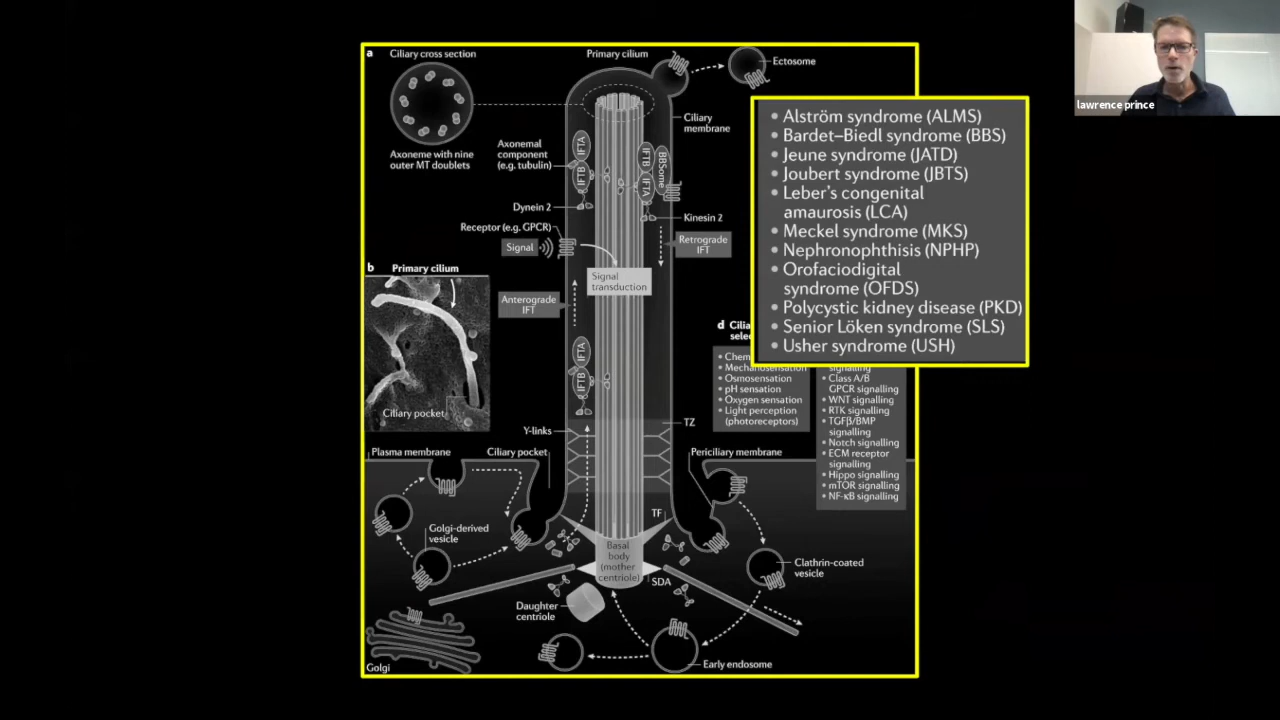 a
Ciliary cross section
Axoneme with nine
outer MT doublets
Primary cilium
Ectosome
Ciliary
membrane
Axonemal
component
(e.g. tubulin)
IFTA
IFTB
IFTB
IFTA
BBSome
Dynein 2
Kinesin 2
Receptor (e.g. GPCR)
Signal
Retrograde
IFT
Signal
transduction
Anterograde
IFT
IFTA
IFTB
b
Primary cilium
Ciliary pocket
Y-links
TZ
Plasma membrane
Ciliary pocket
Periciliary membrane
TF
Golgi-derived
vesicle
Basal
body
(mother
centriole)
SDA
Clathrin-coated
vesicle
Daughter
centriole
Early endosome
Golgi
d
• Mechanosensation
• Osmosensation
• pH sensation
• Oxygen sensation
• Light perception
(photoreceptors)
signalling
• Class A/B
GPCR signalling
• WNT signalling
• RTK signalling
• TGFβ/BMP
signalling
• Notch signalling
• ECM receptor
signalling
• Hippo signalling
• mTOR signalling
• NF-κB signalling
• Alström syndrome (ALMS)
• Bardet–Biedl syndrome (BBS)
• Jeune syndrome (JATD)
• Joubert syndrome (JBTS)
• Leber's congenital
amaurosis (LCA)
• Meckel syndrome (MKS)
• Nephronophthisis (NPHP)
• Orofaciodigital
syndrome (OFDS)
• Polycystic kidney disease (PKD)
• Senior Löken syndrome (SLS)
• Usher syndrome (USH)
lawrence prince